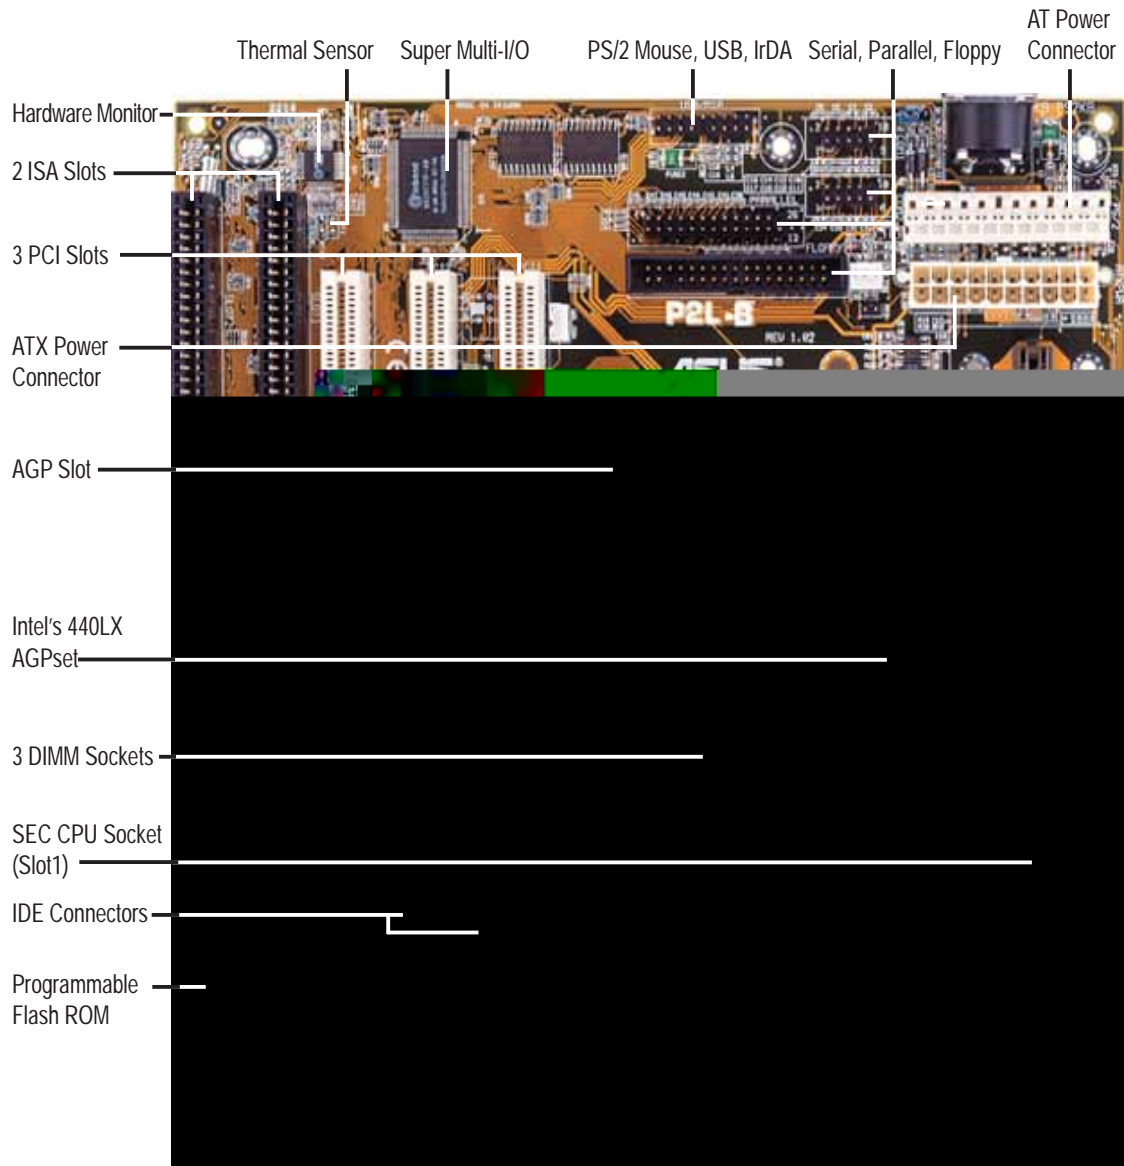 AT Power
Connector
Thermal Sensor
Super Multi-I/O
PS/2 Mouse, USB, IrDA
Serial, Parallel, Floppy
Hardware Monitor
2 ISA Slots
3 PCI Slots
P2L-B
REV 1.02
ATX Power
Connector
AGP Slot
Intel's 440LX
AGPset
3 DIMM Sockets
SEC CPU Socket
(Slot1)
IDE Connectors
Programmable
Flash ROM